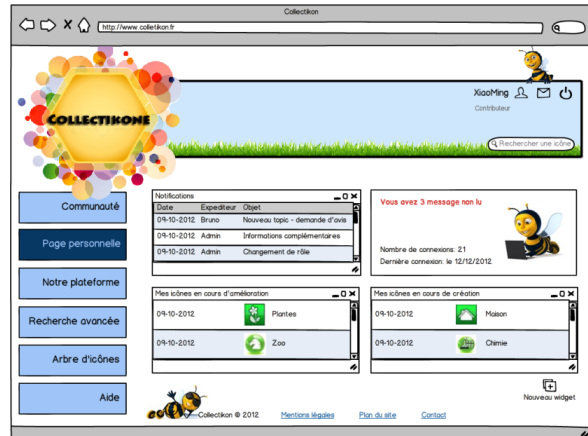 Collectikon
http://www.colletikon.fr
XiaoMing
Contributeur
Rechercher une icône
COLLECTIKONE
Communauté
Page personnelle
Notre plateforme
Recherche avancée
Arbre d'icônes
Aide
Notifications
Date Expediteur Objet
09-10-2012 Bruno Nouveau topic - demande d'avis
09-10-2012 Admin Informations complémentaires
09-10-2012 Admin Changement de rôle
Vous avez 3 message non lu
Nombre de connexions: 21
Dernière connexion: le 12/12/2012
Mes icônes en cours d'amélioration
09-10-2012 Plantes
09-10-2012 Zoo
Mes icônes en cours de création
09-10-2012 Maison
09-10-2012 Chimie
Nouveau widget
Collectikon © 2012 Mentions légales Plan du site Contact